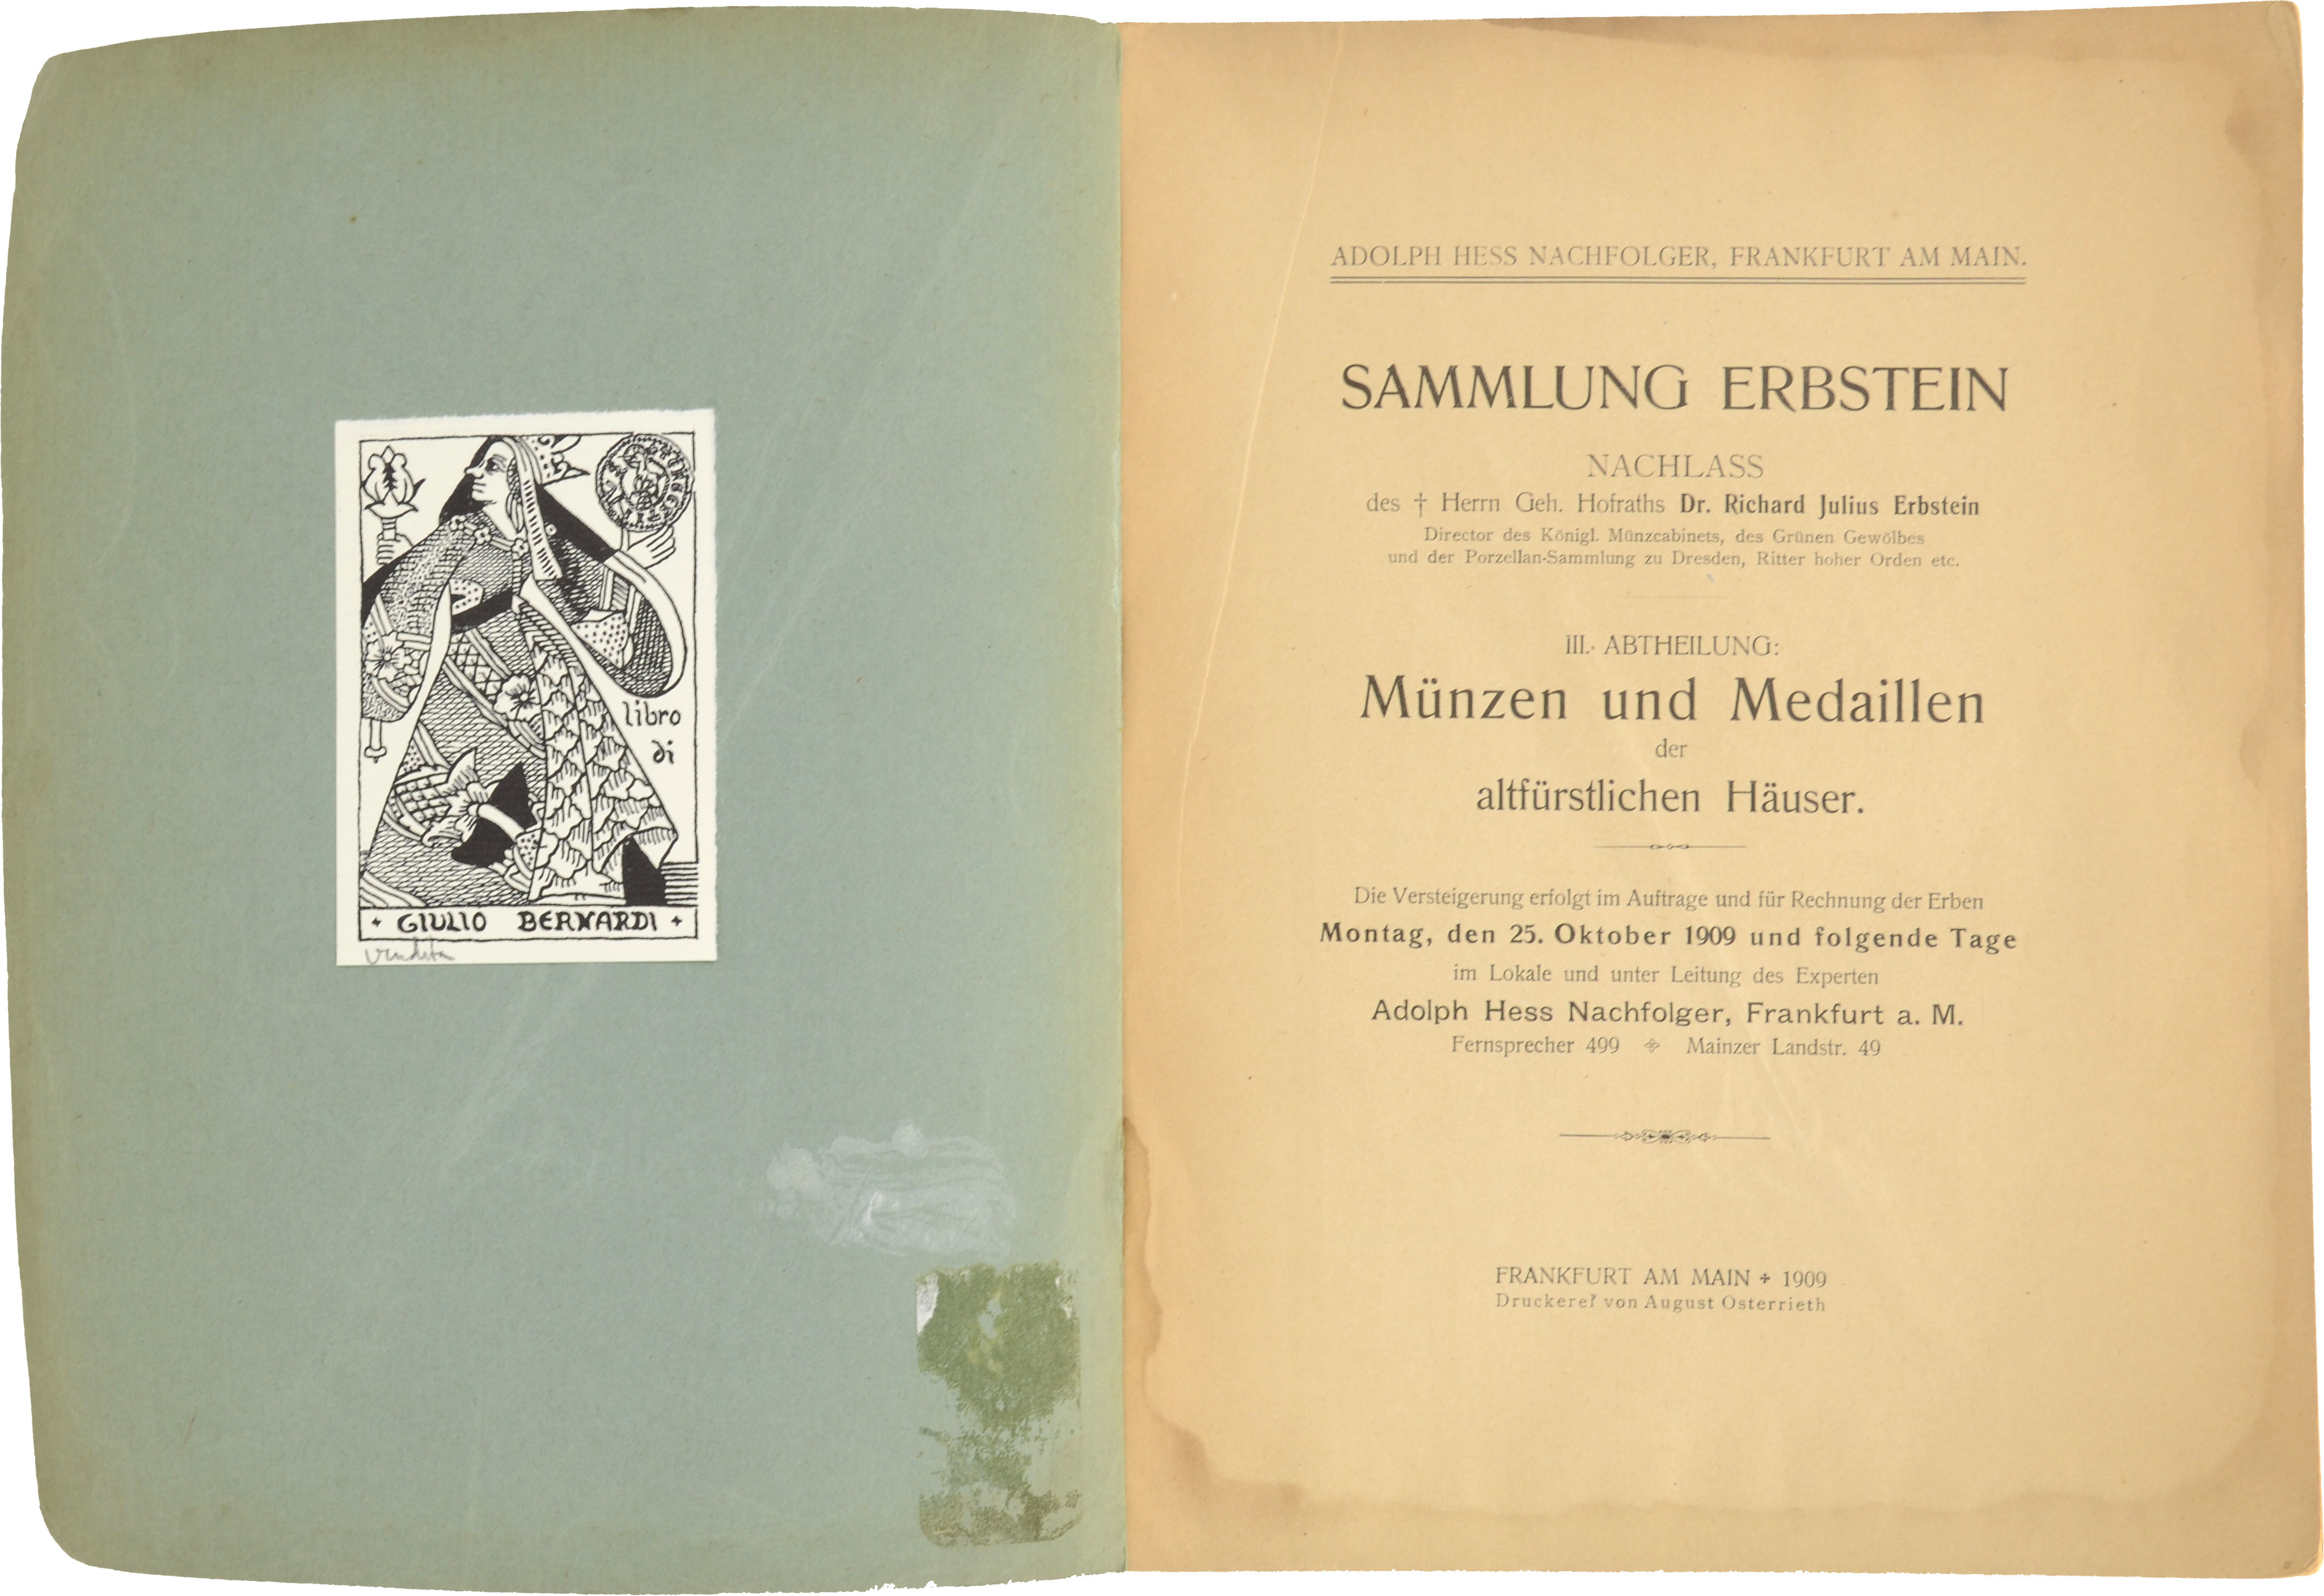 libro
di
+ GIULIO BERNARDI +
ADOLPH HESS NACHFOLGER, FRANKFURT AM MAIN.
SAMMLUNG ERBSTEIN
NACHLASS
des † Herrn Geh. Hofraths Dr. Richard Julius Erbstein
Director des Königl. Münzcabinets, des Grünen Gewölbes
und der Porzellan-Sammlung zu Dresden, Ritter hoher Orden etc.
III. ABTHEILUNG:
Münzen und Medaillen
der
altfürstlichen Häuser.
Die Versteigerung erfolgt im Auftrage und für Rechnung der Erben
Montag, den 25. Oktober 1909 und folgende Tage
im Lokale und unter Leitung des Experten
Adolph Hess Nachfolger, Frankfurt a. M.
Fernsprecher 499 ✤ Mainzer Landstr. 49
FRANKFURT AM MAIN + 1909
Druckerei von August Osterrieth